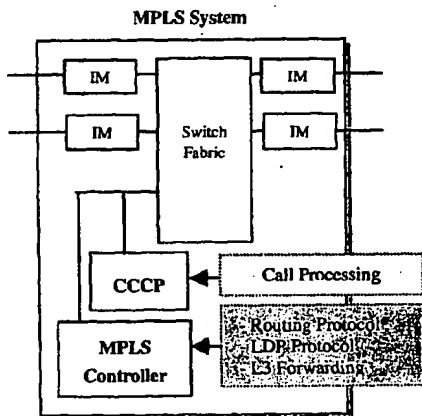 MPLS System
IM
IM
IM
IM
Switch
Fabric
CCCP
Call Processing
MPLS
Controller
Routing Protocol
LDP Protocol
L3 Forwarding